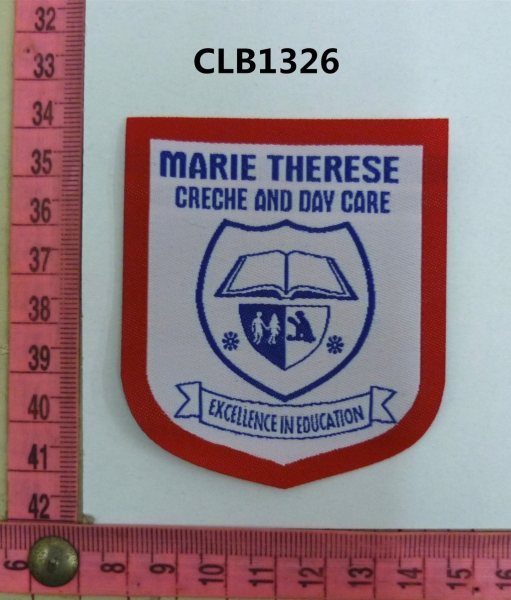 CLB1326
MARIE THERESE
CRECHE AND DAY CARE
EXCELLENCE IN EDUCATION
32
33
34
35
36
37
38
39
40
41
42
6 8 9 10 11 12 13 14 15 16